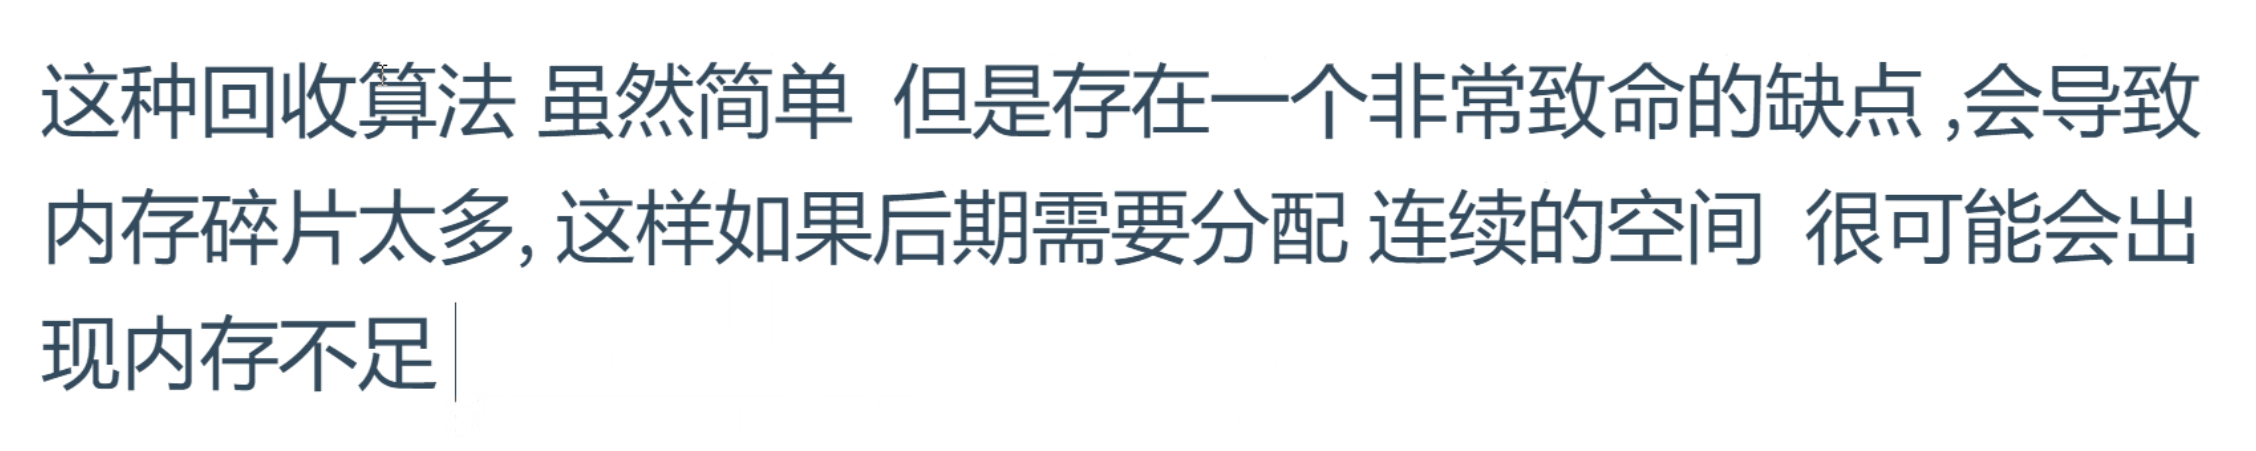 这种回收算法 虽然简单  但是存在一个非常致命的缺点 ,会导致
内存碎片太多, 这样如果后期需要分配 连续的空间  很可能会出
现内存不足